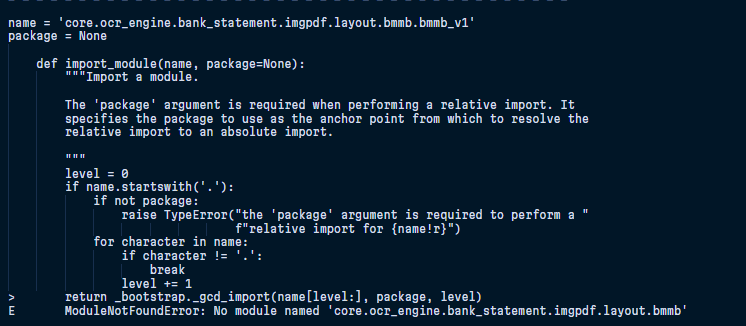 name = 'core.ocr_engine.bank_statement.imgpdf.layout.bmmb.bmmb_v1'
package = None
    def import_module(name, package=None):
        """Import a module.
        The 'package' argument is required when performing a relative import. It
        specifies the package to use as the anchor point from which to resolve the
        relative import to an absolute import.
        """
        level = 0
        if name.startswith('.'):
            if not package:
                raise TypeError("the 'package' argument is required to perform a "
                                f"relative import for {name!r}")
            for character in name:
                if character != '.':
                    break
                level += 1
>       return _bootstrap._gcd_import(name[level:], package, level)
E       ModuleNotFoundError: No module named 'core.ocr_engine.bank_statement.imgpdf.layout.bmmb'